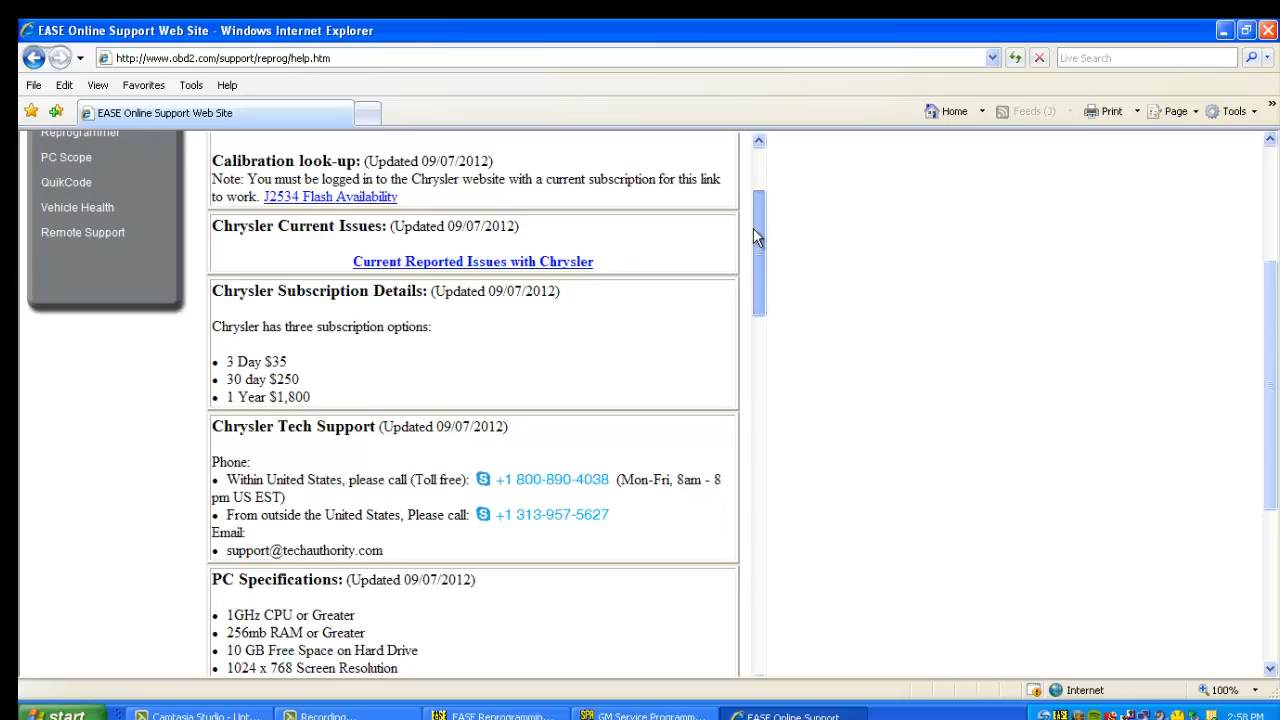 EASE Online Support Web Site - Windows Internet Explorer
http://www.obd2.com/support/reprog/help.htm
Live Search
File Edit View Favorites Tools Help
EASE Online Support Web Site
Home Feeds (J) Print Page Tools
Reprogrammer
PC Scope
QuikCode
Vehicle Health
Remote Support
Calibration look-up: (Updated 09/07/2012)
Note: You must be logged in to the Chrysler website with a current subscription for this link
to work. J2534 Flash Availability
Chrysler Current Issues: (Updated 09/07/2012)
Current Reported Issues with Chrysler
Chrysler Subscription Details: (Updated 09/07/2012)
Chrysler has three subscription options:
• 3 Day $35
• 30 day $250
• 1 Year $1,800
Chrysler Tech Support (Updated 09/07/2012)
Phone:
• Within United States, please call (Toll free): +1 800-890-4038 (Mon-Fri, 8am - 8
pm US EST)
• From outside the United States, Please call: +1 313-957-5627
Email:
• support@techauthority.com
PC Specifications: (Updated 09/07/2012)
• 1GHz CPU or Greater
• 256mb RAM or Greater
• 10 GB Free Space on Hard Drive
• 1024 x 768 Screen Resolution
Internet 100%
start Camtasia Studio - Unt... Recording... EASE Reprogrammin... GM Service Programm... EASE Online Support ... 2:58 PM